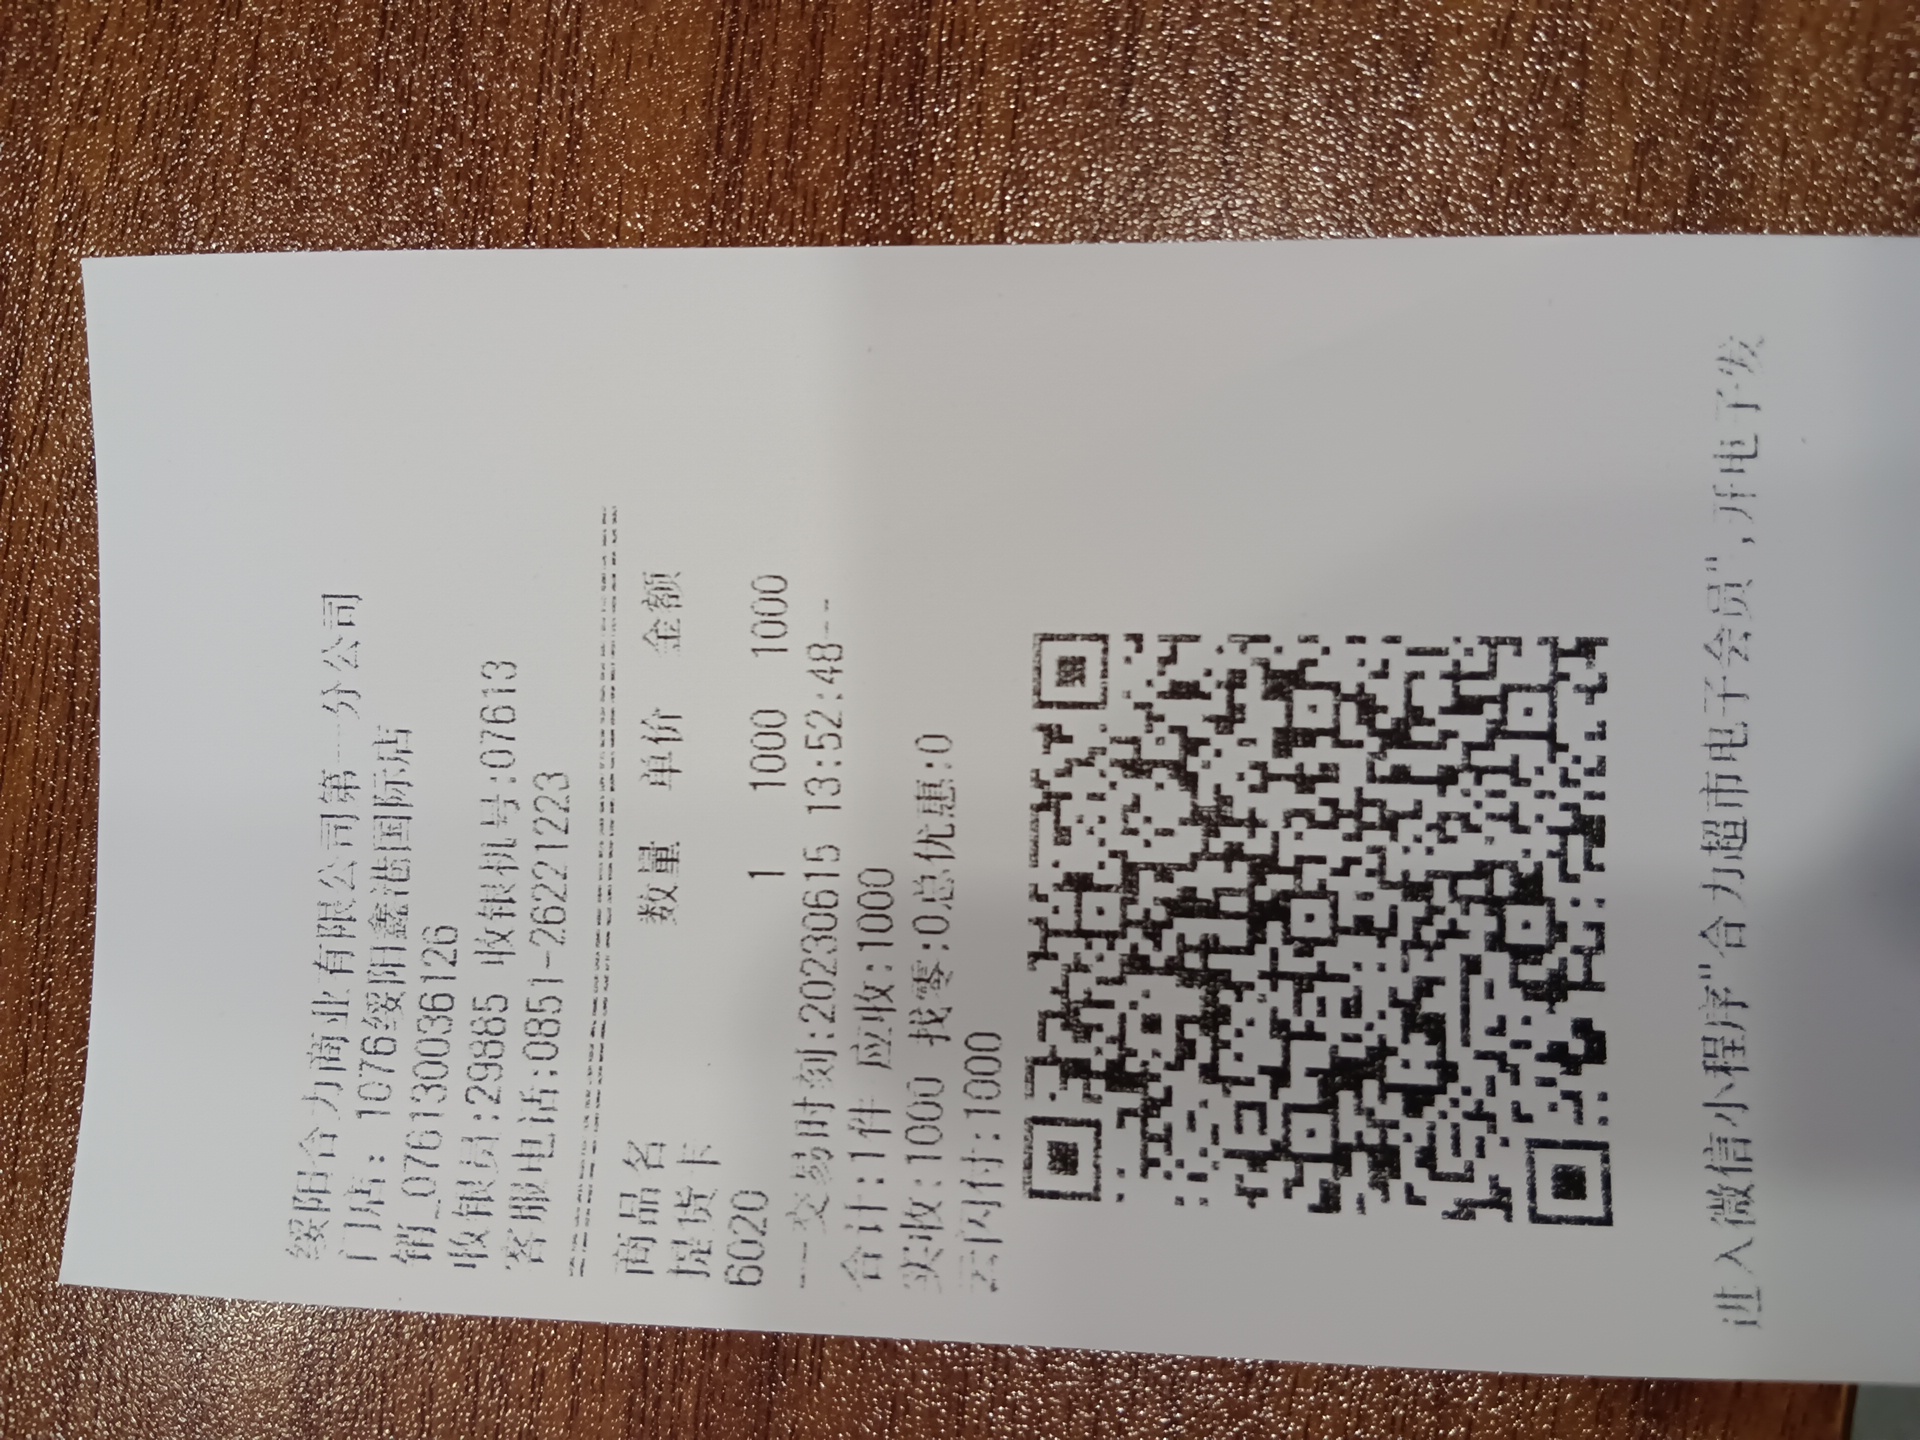 绥阳合力商业有限公司第一分公司
门店：1076绥阳鑫港国际店
销_0761300036126
收银员:29885 收银机号:07613
客服电话:0851-26221223
商品名 数量 单价 金额
提货卡
6020 1 1000 1000
--交易时刻:20230615 13:52:48--
合计:1件 应收:1000
实收:1000 找零:0总优惠:0
云闪付:1000
进入微信小程序"合力超市电子会员",开电子发